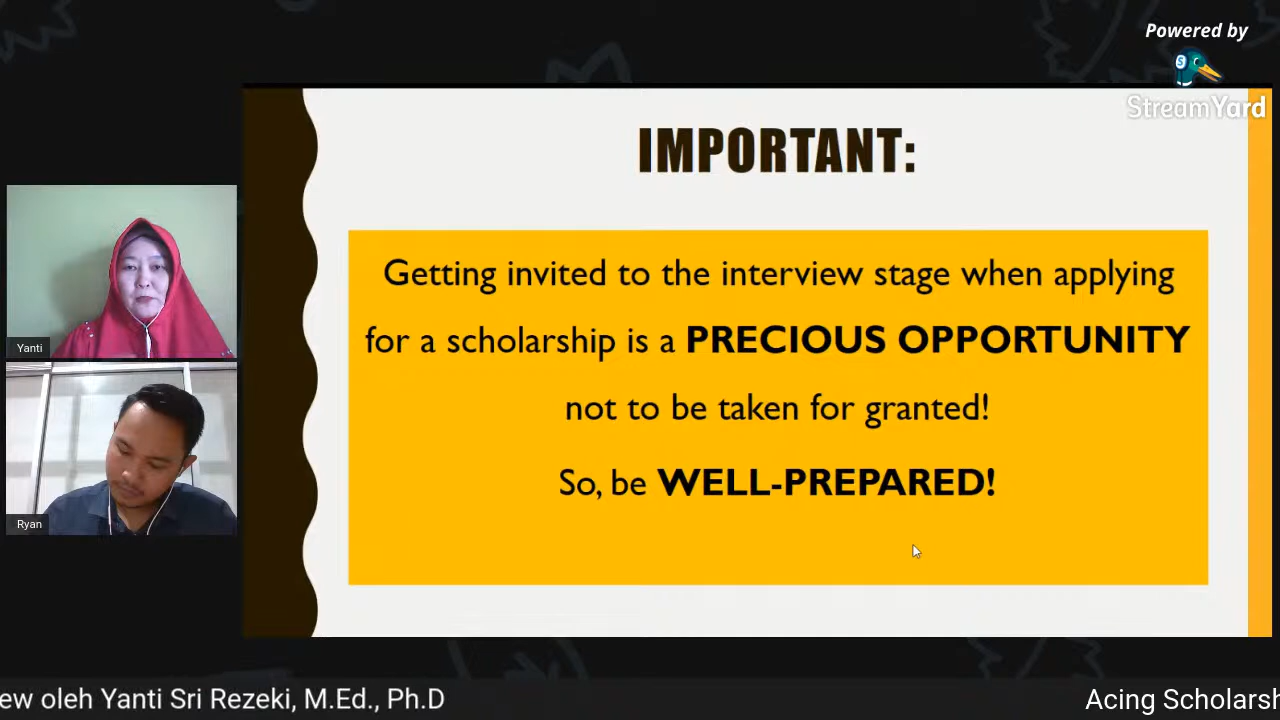 Powered by
StreamYard
IMPORTANT:
Getting invited to the interview stage when applying
for a scholarship is a PRECIOUS OPPORTUNITY
not to be taken for granted!
So, be WELL-PREPARED!
Yanti
Ryan
ew oleh Yanti Sri Rezeki, M.Ed., Ph.D
Acing Scholarsh